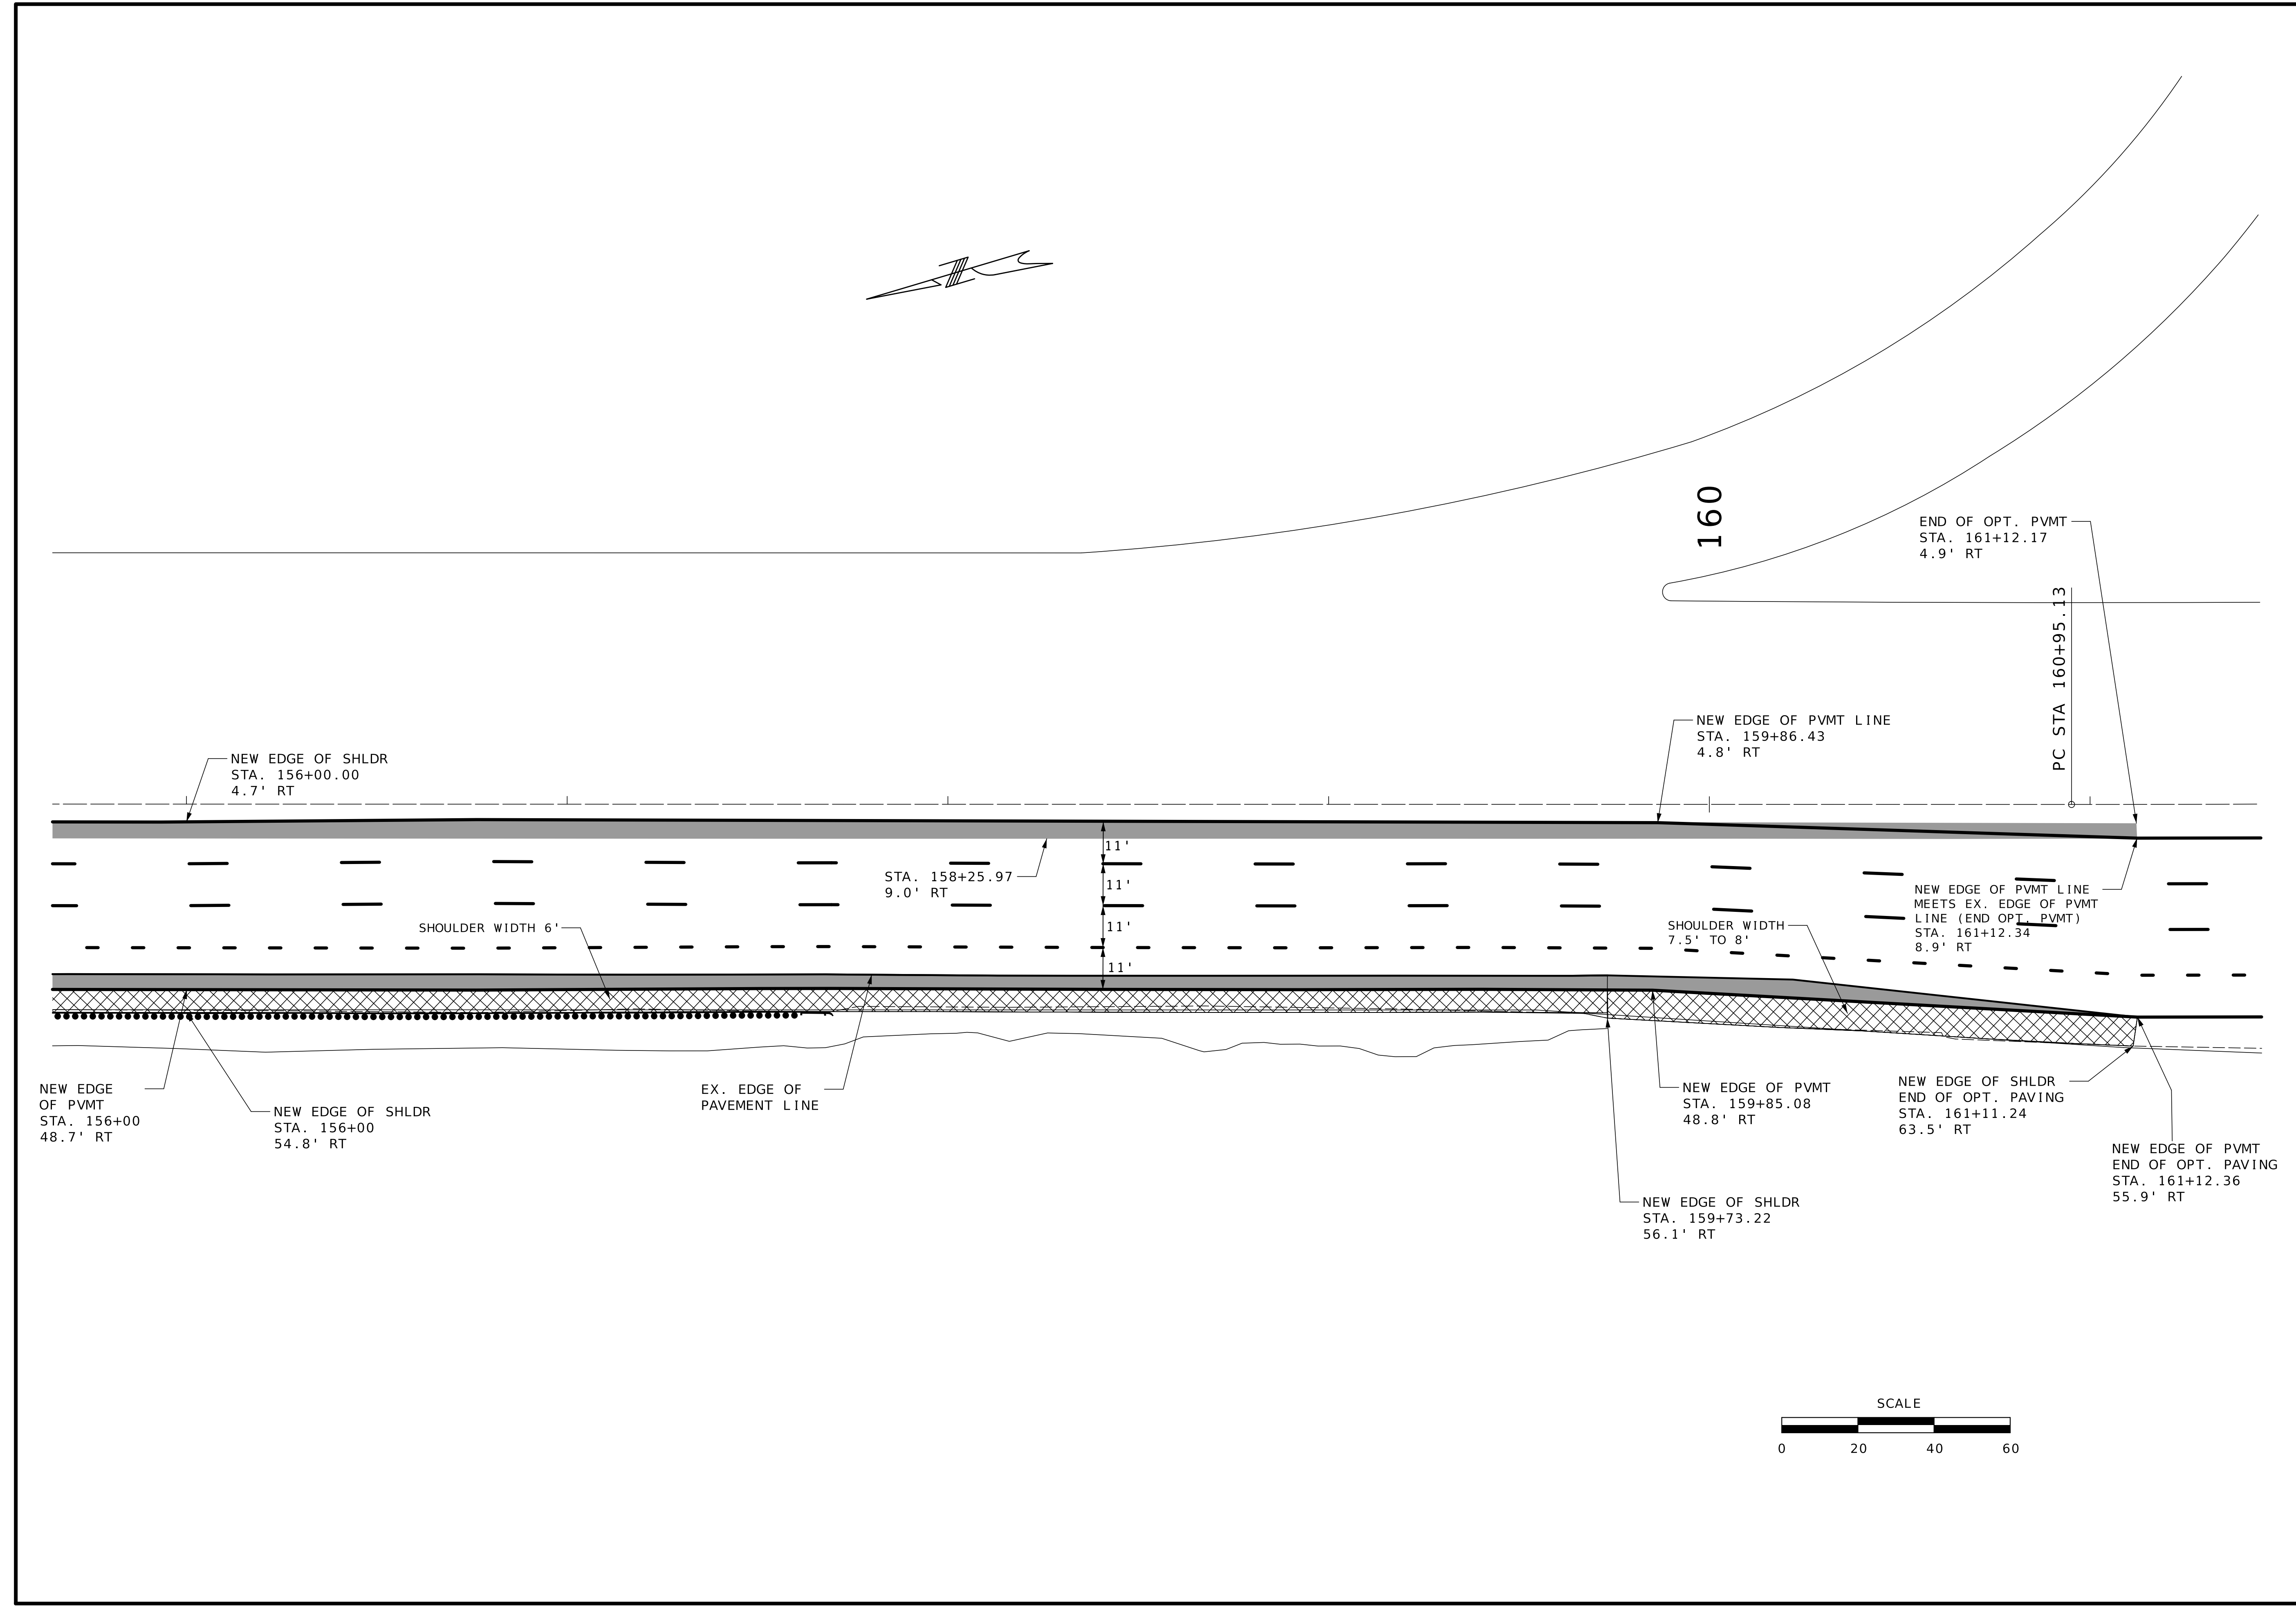 160
END OF OPT. PVMT
STA. 161+12.17
4.9' RT
PC STA 160+95.13
NEW EDGE OF PVMT LINE
STA. 159+86.43
4.8' RT
NEW EDGE OF SHLDR
STA. 156+00.00
4.7' RT
11'
STA. 158+25.97
9.0' RT
11'
NEW EDGE OF PVMT LINE
MEETS EX. EDGE OF PVMT
LINE (END OPT. PVMT)
STA. 161+12.34
8.9' RT
SHOULDER WIDTH 6'
11'
SHOULDER WIDTH
7.5' TO 8'
11'
NEW EDGE
OF PVMT
STA. 156+00
48.7' RT
NEW EDGE OF SHLDR
STA. 156+00
54.8' RT
EX. EDGE OF
PAVEMENT LINE
NEW EDGE OF PVMT
STA. 159+85.08
48.8' RT
NEW EDGE OF SHLDR
END OF OPT. PAVING
STA. 161+11.24
63.5' RT
NEW EDGE OF PVMT
END OF OPT. PAVING
STA. 161+12.36
55.9' RT
NEW EDGE OF SHLDR
STA. 159+73.22
56.1' RT
SCALE
0 20 40 60